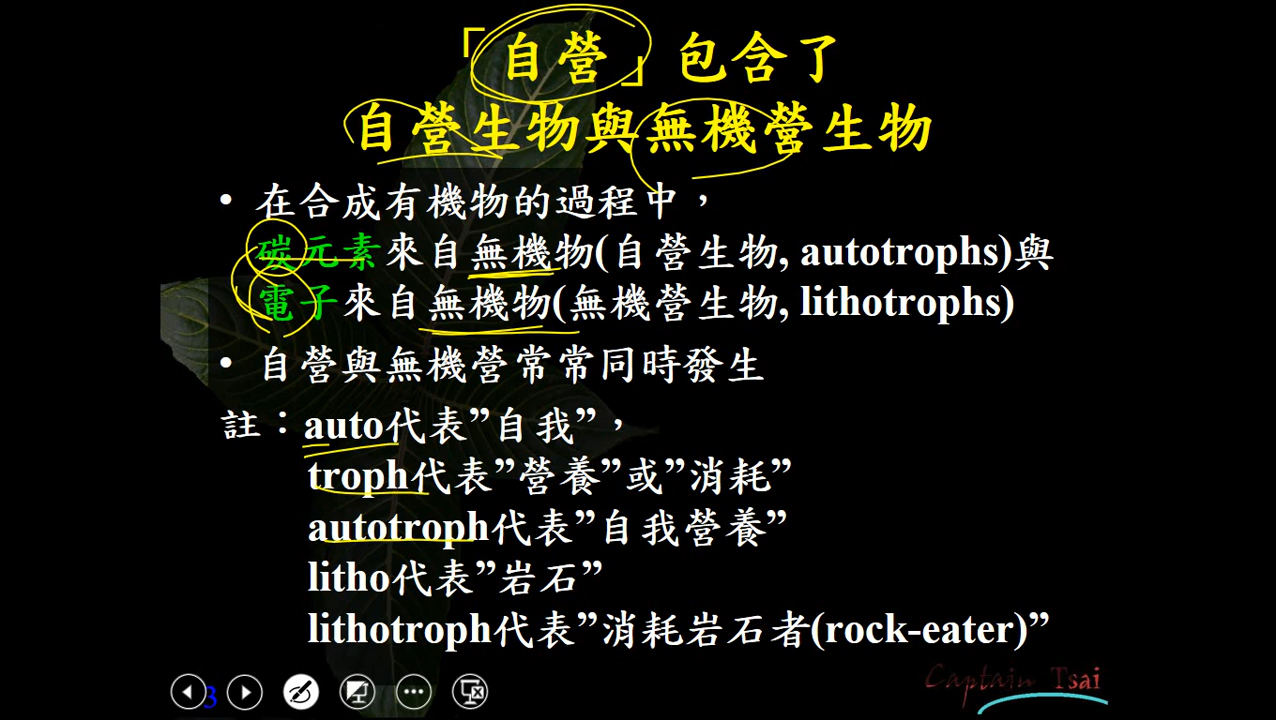 「自營」包含了
自營生物與無機營生物
• 在合成有機物的過程中，
碳元素來自無機物(自營生物, autotrophs)與
電子來自無機物(無機營生物, lithotrophs)
• 自營與無機營常常同時發生
註：auto代表”自我”，
troph代表”營養”或”消耗”
autotroph代表”自我營養”
litho代表”岩石”
lithotroph代表”消耗岩石者(rock-eater)”
3
Captain Tsai